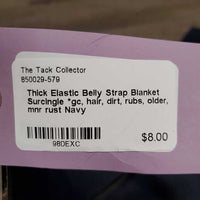 The Tack Collector
850029-579
Thick Elastic Belly Strap Blanket
Surcingle *gc, hair, dirt, rubs, older,
mnr rust Navy
$8.00
980EXC